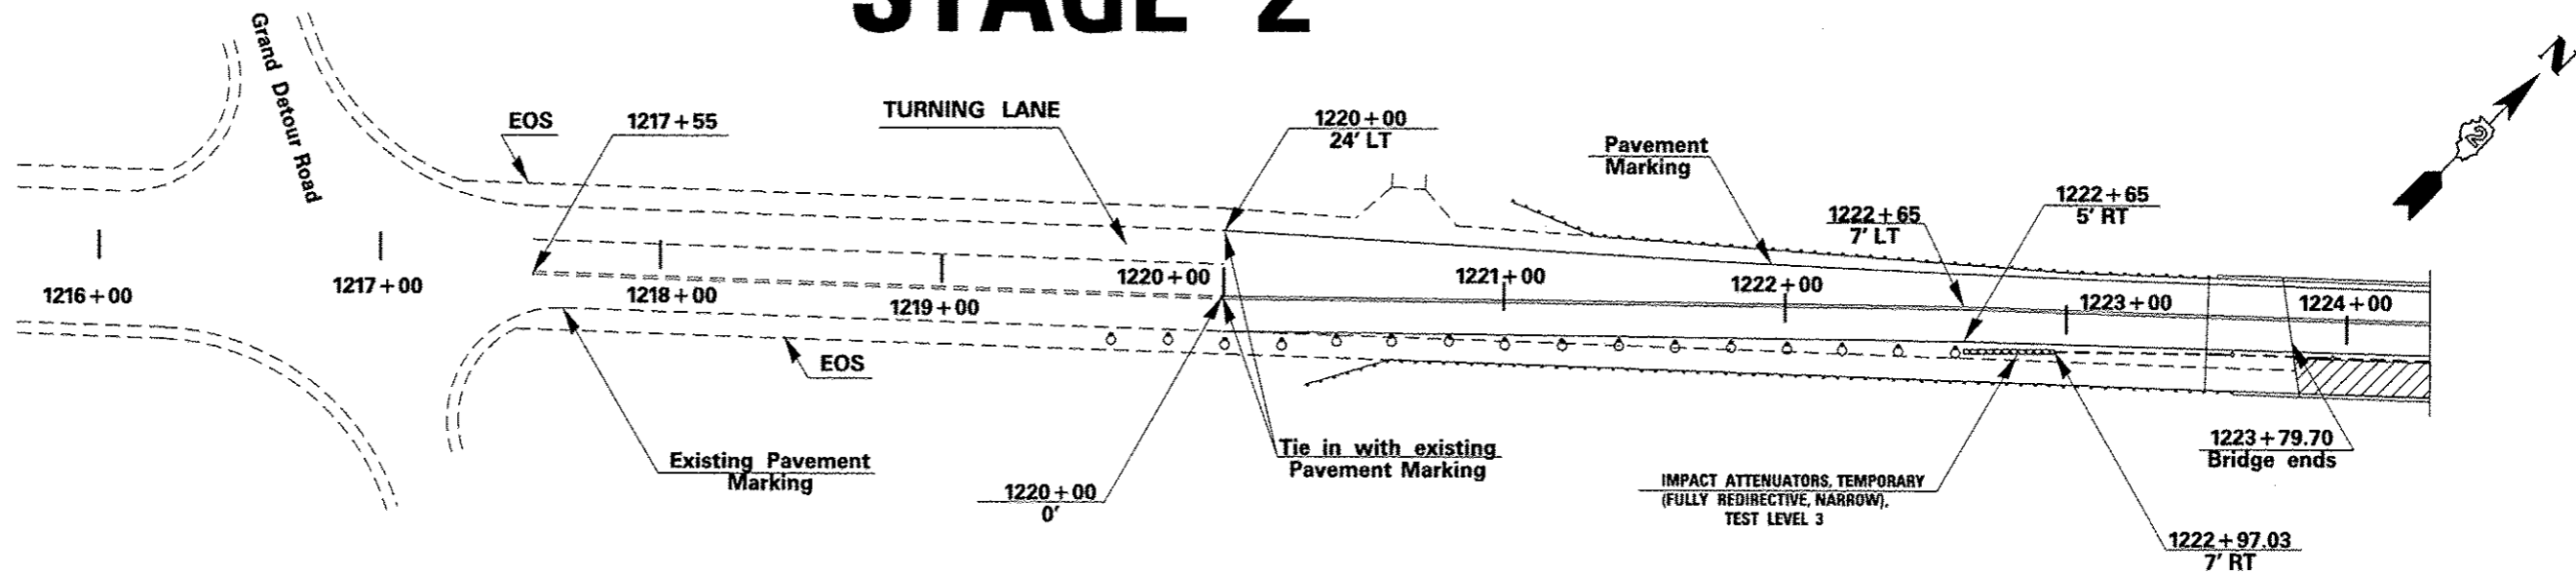 STAGE 2
Grand Detour Road
N
2
EOS
1217+55
TURNING LANE
1220+00
24' LT
Pavement
Marking
1222+65
7' LT
1222+65
5' RT
1216+00
1217+00
1218+00
1219+00
1220+00
1221+00
1222+00
1223+00
1224+00
EOS
Existing Pavement
Marking
1220+00
0'
Tie in with existing
Pavement Marking
IMPACT ATTENUATORS, TEMPORARY
(FULLY REDIRECTIVE, NARROW),
TEST LEVEL 3
1223+79.70
Bridge ends
1222+97.03
7' RT